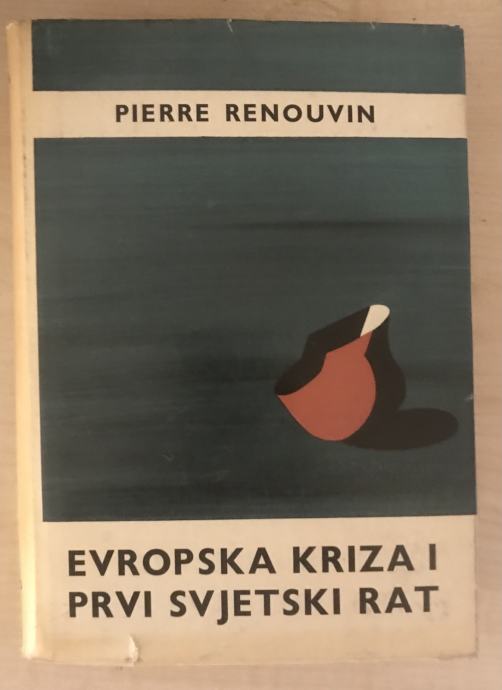 PIERRE RENOUVIN
EVROPSKA KRIZA I
PRVI SVJETSKI RAT